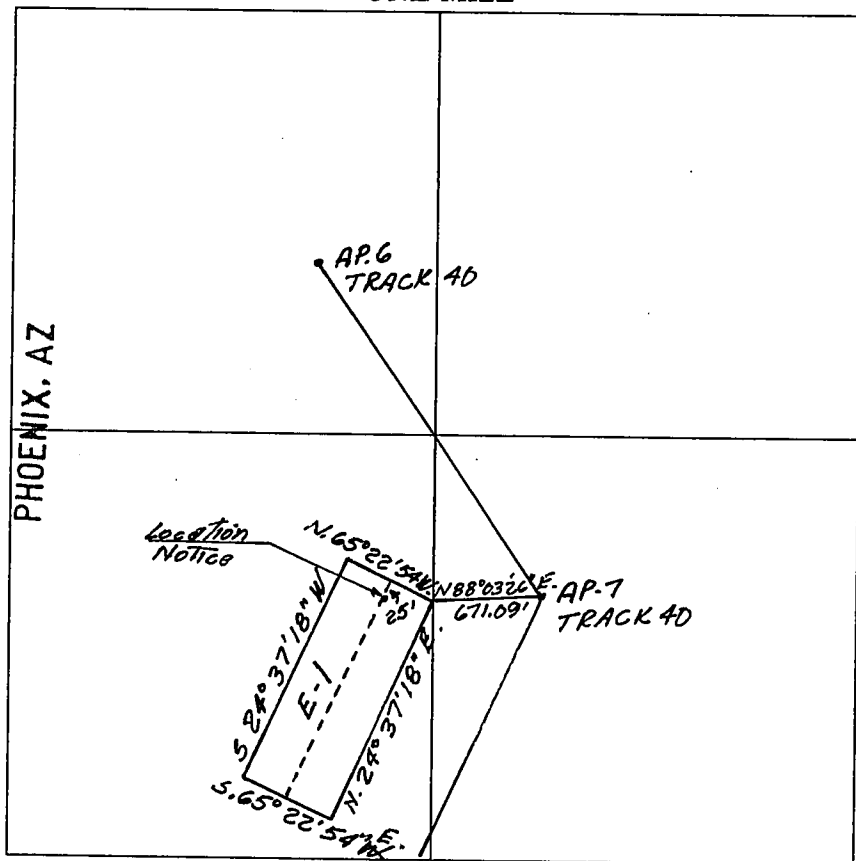 AP.6
TRACK 40
PHOENIX, AZ
Location
Notice
N.65°22'54W.
N88°03'26"E.
671.09'
AP-7
TRACK 40
25'
S 24°37'18" W
E-1
N. 24°37'18" E.
S.65°22'54" E.